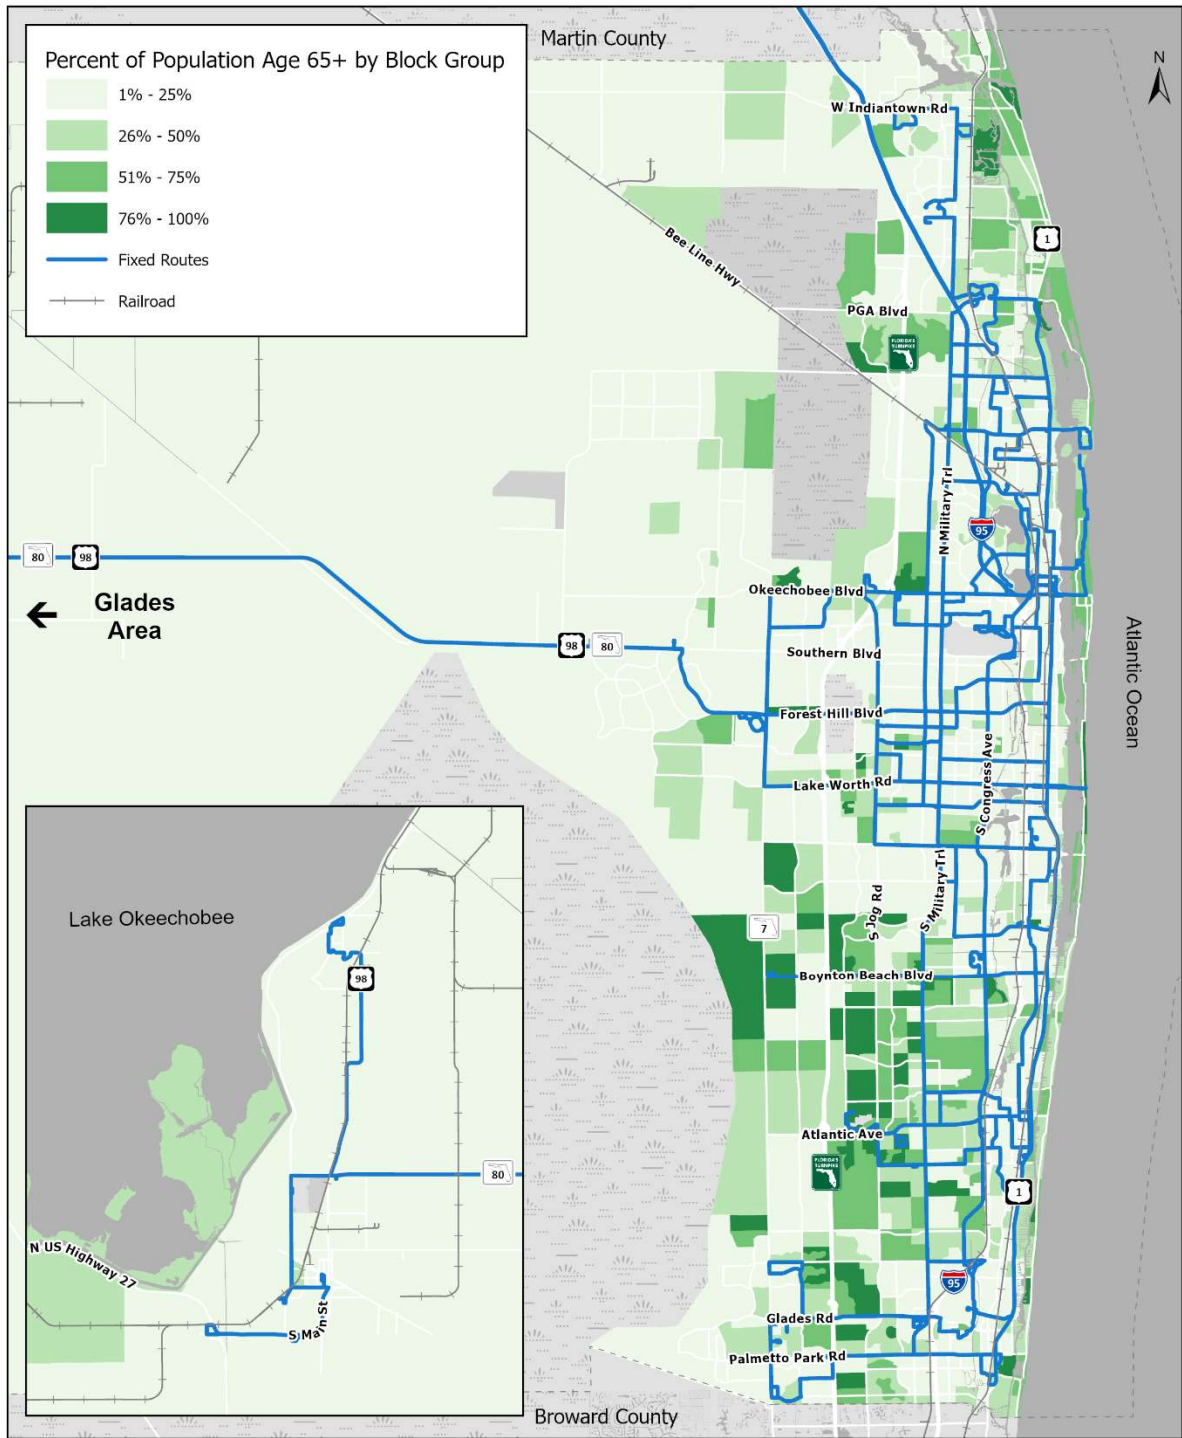 Martin County
Percent of Population Age 65+ by Block Group
1% - 25%
26% - 50%
51% - 75%
76% - 100%
Fixed Routes
Railroad
N
W Indiantown Rd
1
Bee Line Hwy
PGA Blvd
FLORIDA'S
TURNPIKE
N Military Trl
95
80
98
Glades
Area
Okeechobee Blvd
98
80
Southern Blvd
Atlantic Ocean
Forest Hill Blvd
Lake Worth Rd
S Congress Ave
S Military Trl
S Jog Rd
7
Boynton Beach Blvd
Atlantic Ave
FLORIDA'S
TURNPIKE
1
95
Glades Rd
Palmetto Park Rd
Broward County
Lake Okeechobee
98
80
N US Highway 27
S Main St